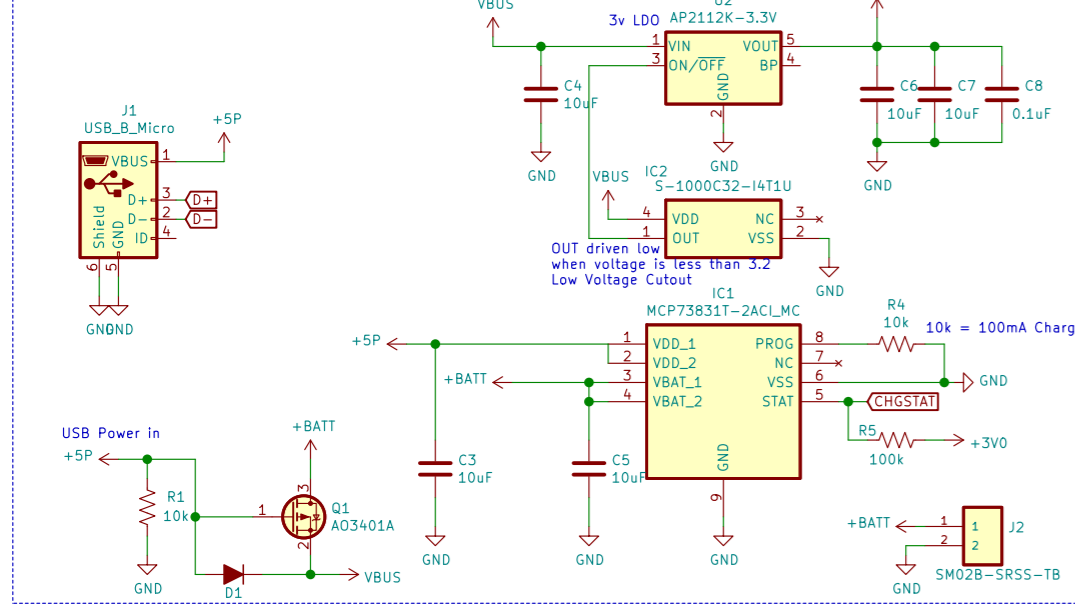 VBUS
U2
3v LDO
AP2112K-3.3V
1
VIN
VOUT
5
3
ON/OFF
BP
4
GND
2
C4
10uF
GND
GND
C6
10uF
C7
10uF
C8
0.1uF
GND
J1
USB_B_Micro
+5P
VBUS
1
D+
3
D+
D-
2
D-
ID
4
Shield
GND
6
5
GND
GND
VBUS
IC2
S-1000C32-I4T1U
4
VDD
NC
3
1
OUT
VSS
2
GND
OUT driven low
when voltage is less than 3.2
Low Voltage Cutout
IC1
MCP73831T-2ACI_MC
+5P
1
VDD_1
2
VDD_2
+BATT
3
VBAT_1
4
VBAT_2
PROG
8
NC
7
VSS
6
STAT
5
GND
9
GND
R4
10k
10k = 100mA Charg
GND
CHGSTAT
R5
100k
+3V0
C3
10uF
GND
C5
10uF
GND
USB Power in
+5P
R1
10k
GND
D1
+BATT
3
1
2
Q1
AO3401A
VBUS
+BATT
1
1
2
2
J2
GND
SM02B-SRSS-TB